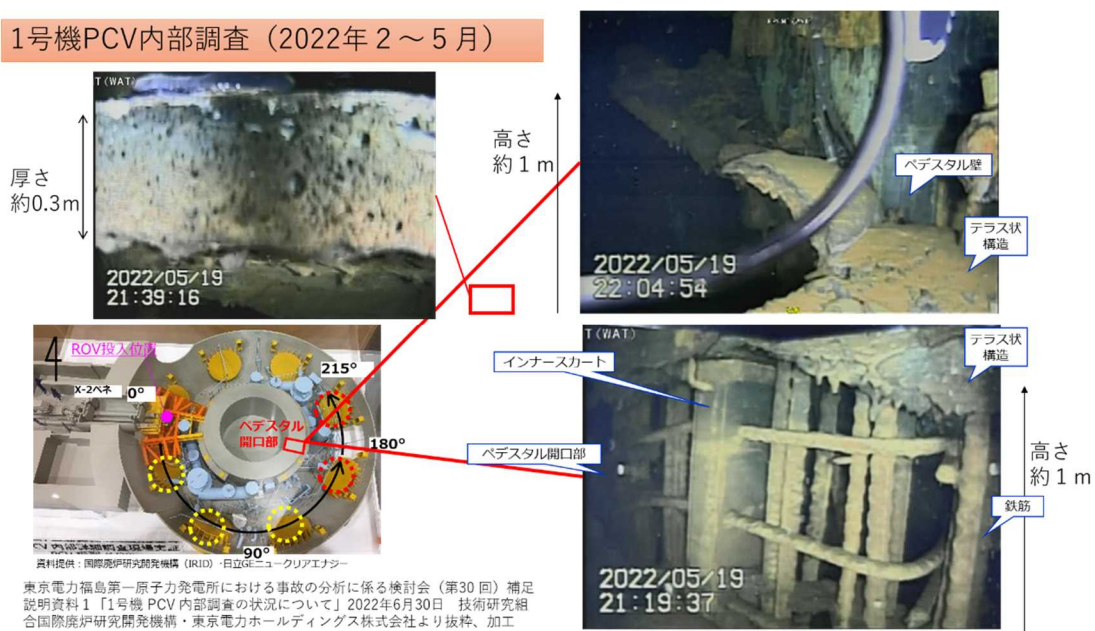 1号機PCV内部調査（2022年２～５月）
T(WAT)
厚さ
約0.3ｍ
2022/05/19
21:39:16
高さ
約１ｍ
ペデスタル壁
テラス状
構造
2022/05/19
22:04:54
ROV投入位置
X-2ペネ
0°
215°
ペデスタル
開口部
180°
90°
資料提供：国際廃炉研究開発機構（IRID）・日立GEニュークリアエナジー
T(WAT)
インナースカート
テラス状
構造
ペデスタル開口部
高さ
約１ｍ
鉄筋
2022/05/19
21:19:37
東京電力福島第一原子力発電所における事故の分析に係る検討会（第30回）補足
説明資料１「1号機 PCV 内部調査の状況について」2022年6月30日　技術研究組
合国際廃炉研究開発機構・東京電力ホールディングス株式会社より抜粋、加工